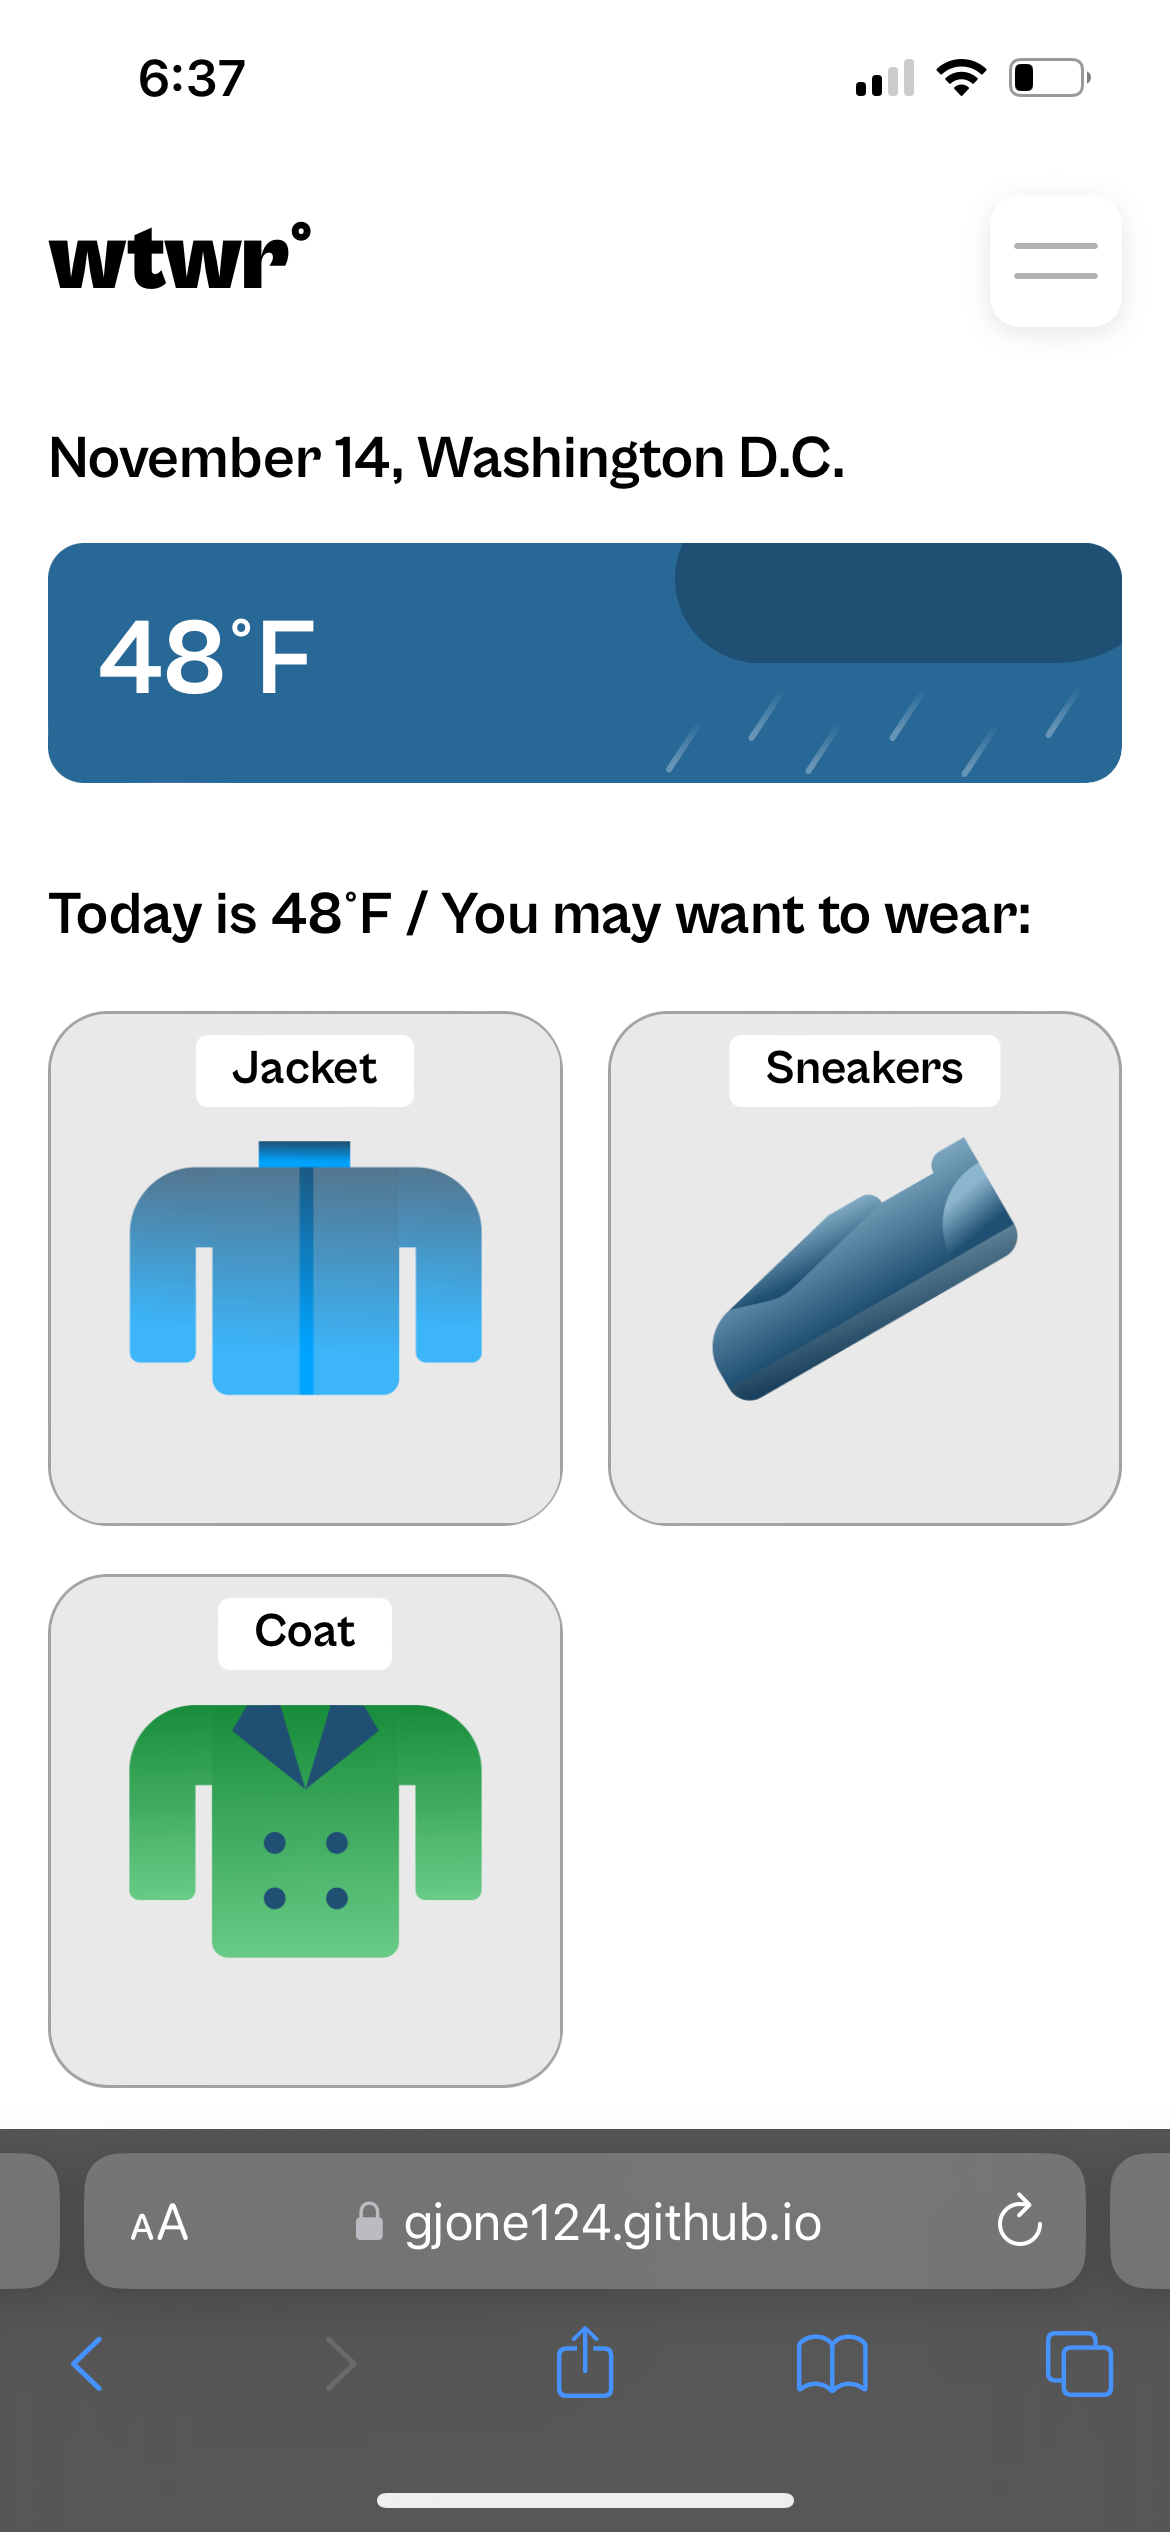 6:37
wtwr°
November 14, Washington D.C.
48°F
Today is 48°F / You may want to wear:
Jacket
Sneakers
Coat
AA
gjone124.github.io